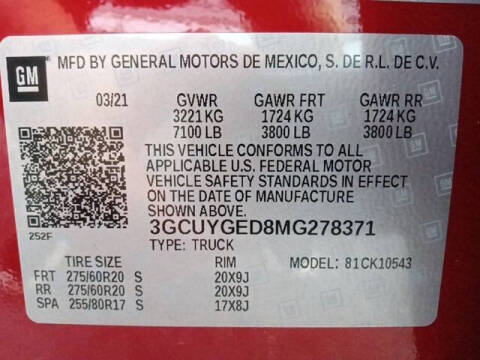 GM MFD BY GENERAL MOTORS DE MEXICO, S. DE R.L. DE C.V.
03/21 GVWR GAWR FRT GAWR RR
3221 KG 1724 KG 1724 KG
7100 LB 3800 LB 3800 LB
THIS VEHICLE CONFORMS TO ALL
APPLICABLE U.S. FEDERAL MOTOR
VEHICLE SAFETY STANDARDS IN EFFECT
ON THE DATE OF MANUFACTURE
SHOWN ABOVE.
3GCUYGED8MG278371
252F
TYPE: TRUCK
TIRE SIZE RIM MODEL: 81CK10543
FRT 275/60R20 S 20X9J
RR 275/60R20 S 20X9J
SPA 255/80R17 S 17X8J